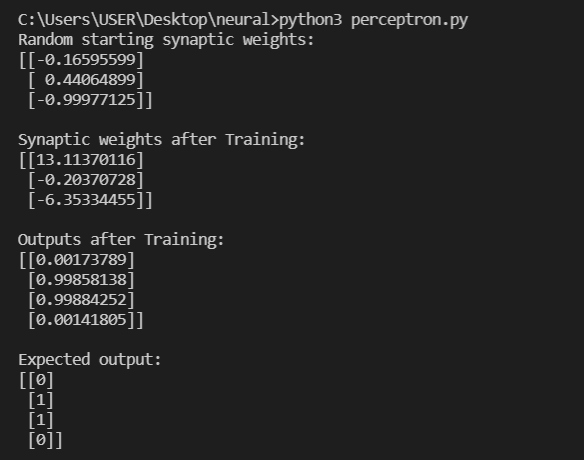 C:\Users\USER\Desktop\neural>python3 perceptron.py
Random starting synaptic weights:
[[-0.16595599]
 [ 0.44064899]
 [-0.99977125]]
Synaptic weights after Training:
[[13.11370116]
 [-0.20370728]
 [-6.35334455]]
Outputs after Training:
[[0.00173789]
 [0.99858138]
 [0.99884252]
 [0.00141805]]
Expected output:
[[0]
 [1]
 [1]
 [0]]